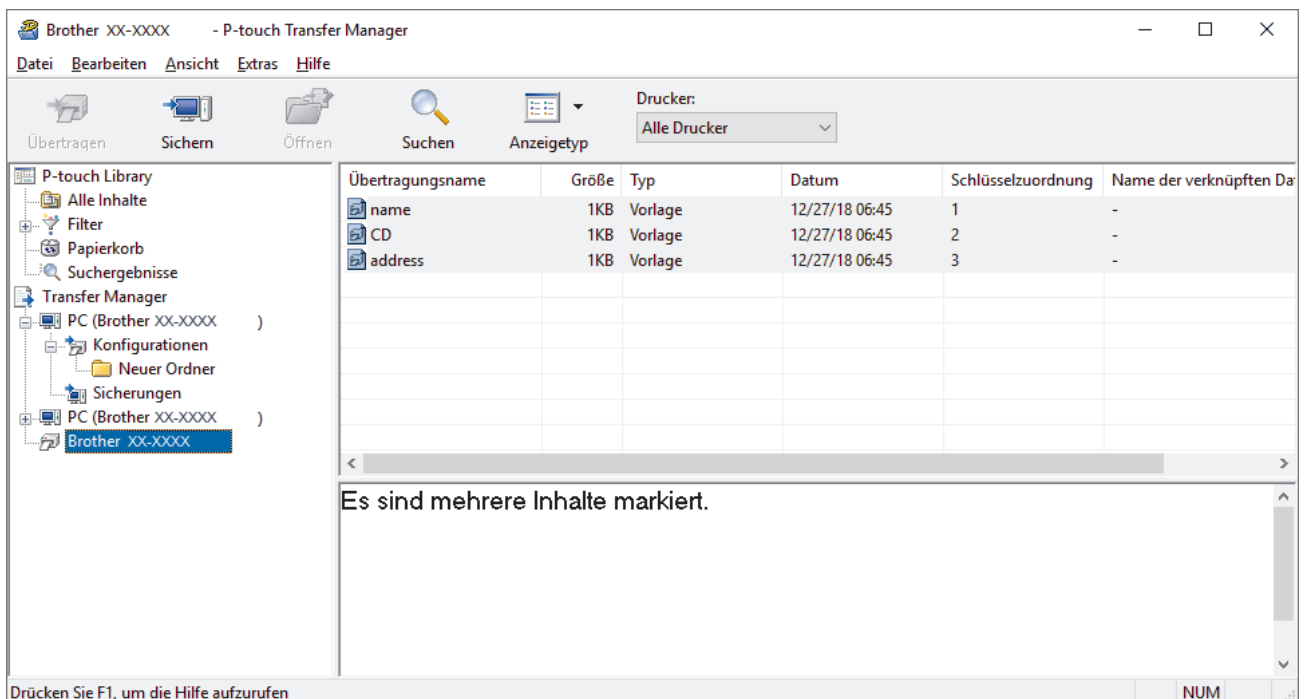 Brother XX-XXXX - P-touch Transfer Manager
Datei Bearbeiten Ansicht Extras Hilfe
Übertragen Sichern Öffnen Suchen Anzeigetyp
Drucker:
Alle Drucker
P-touch Library
Alle Inhalte
Filter
Papierkorb
Suchergebnisse
Transfer Manager
PC (Brother XX-XXXX )
Konfigurationen
Neuer Ordner
Sicherungen
PC (Brother XX-XXXX )
Brother XX-XXXX
Übertragungsname Größe Typ Datum Schlüsselzuordnung Name der verknüpften Da
name 1KB Vorlage 12/27/18 06:45 1 -
CD 1KB Vorlage 12/27/18 06:45 2 -
address 1KB Vorlage 12/27/18 06:45 3 -
Es sind mehrere Inhalte markiert.
Drücken Sie F1, um die Hilfe aufzurufen NUM